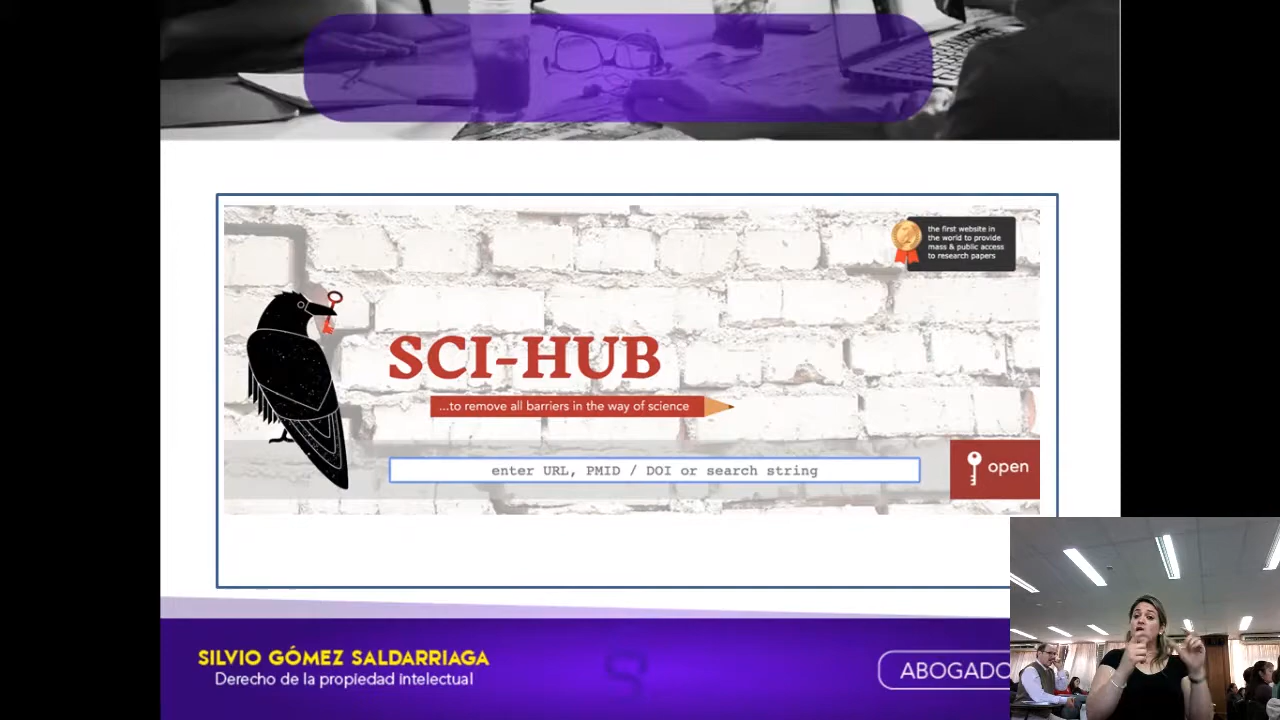 the first website in
the world to provide
mass & public access
to research papers
SCI-HUB
...to remove all barriers in the way of science
enter URL, PMID / DOI or search string
open
SILVIO GÓMEZ SALDARRIAGA
Derecho de la propiedad intelectual
ABOGADO